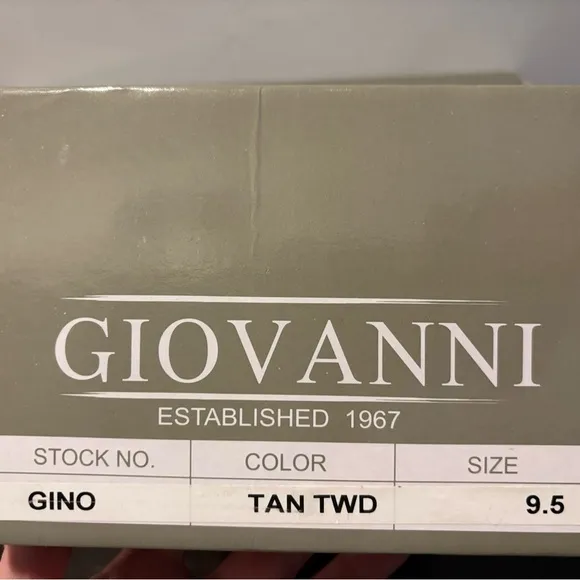 GIOVANNI
ESTABLISHED 1967
STOCK NO. COLOR SIZE
GINO TAN TWD 9.5